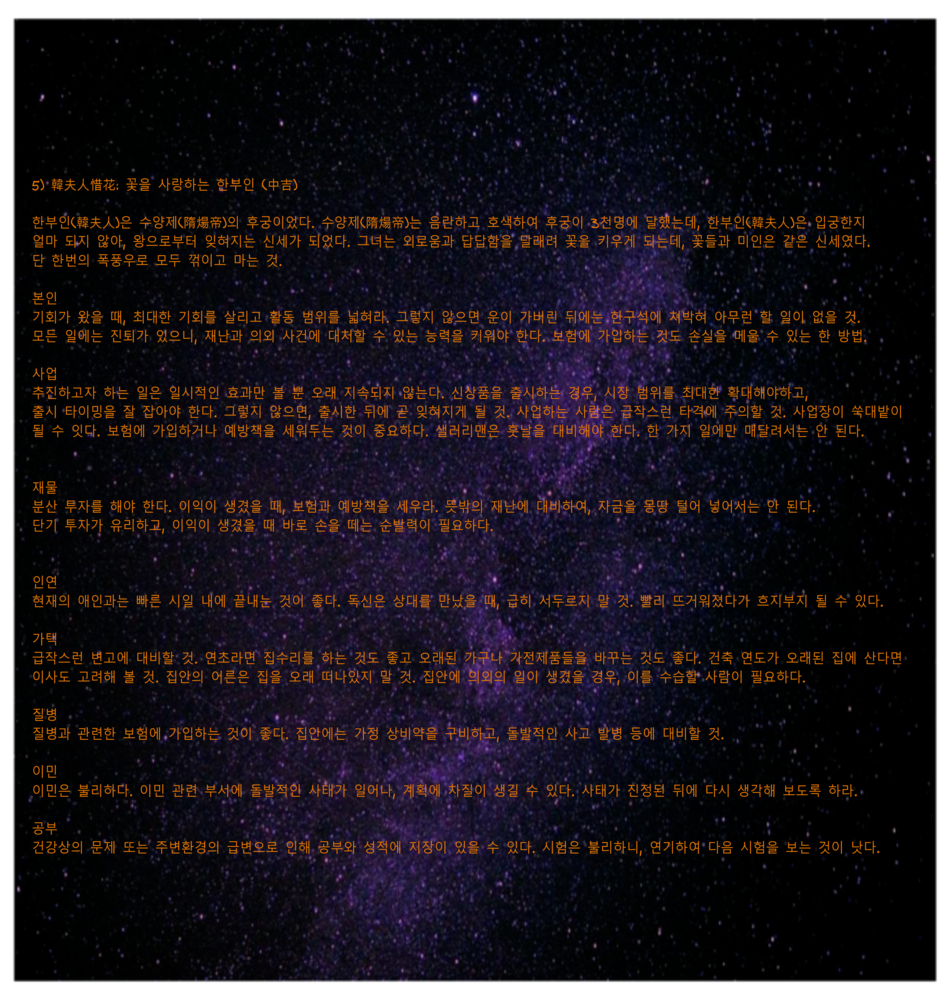 5) 韓夫人惜花: 꽃을 사랑하는 한부인 (中吉)
한부인(韓夫人)은 수양제(隋煬帝)의 후궁이었다. 수양제(隋煬帝)는 음란하고 호색하여 후궁이 3천명에 달했는데, 한부인(韓夫人)은 입궁한지
얼마 되지 않아, 왕으로부터 잊혀지는 신세가 되었다. 그녀는 외로움과 답답함을 달래려 꽃을 키우게 되는데, 꽃들과 미인은 같은 신세였다.
단 한번의 폭풍우로 모두 꺾이고 마는 것.
본인
기회가 왔을 때, 최대한 기회를 살리고 활동 범위를 넓혀라. 그렇지 않으면 운이 가버린 뒤에는 한구석에 쳐박혀 아무런 할 일이 없을 것.
모든 일에는 진퇴가 있으니, 재난과 의외 사건에 대처할 수 있는 능력을 키워야 한다. 보험에 가입하는 것도 손실을 메울 수 있는 한 방법.
사업
추진하고자 하는 일은 일시적인 효과만 볼 뿐 오래 지속되지 않는다. 신상품을 출시하는 경우, 시장 범위를 최대한 확대해야하고,
출시 타이밍을 잘 잡아야 한다. 그렇지 않으면, 출시한 뒤에 곧 잊혀지게 될 것. 사업하는 사람은 급작스런 타격에 주의할 것. 사업장이 쑥대밭이
될 수 잇다. 보험에 가입하거나 예방책을 세워두는 것이 중요하다. 샐러리맨은 훗날을 대비해야 한다. 한 가지 일에만 매달려서는 안 된다.
재물
분산 투자를 해야 한다. 이익이 생겼을 때, 보험과 예방책을 세우라. 뜻밖의 재난에 대비하여, 자금을 몽땅 털어 넣어서는 안 된다.
단기 투자가 유리하고, 이익이 생겼을 때 바로 손을 떼는 순발력이 필요하다.
인연
현재의 애인과는 빠른 시일 내에 끝내는 것이 좋다. 독신은 상대를 만났을 때, 급히 서두르지 말 것. 빨리 뜨거워졌다가 흐지부지 될 수 있다.
가택
급작스런 변고에 대비할 것. 연초라면 집수리를 하는 것도 좋고 오래된 가구나 가전제품들을 바꾸는 것도 좋다. 건축 연도가 오래된 집에 산다면
이사도 고려해 볼 것. 집안의 어른은 집을 오래 떠나있지 말 것. 집안에 의외의 일이 생겼을 경우, 이를 수습할 사람이 필요하다.
질병
질병과 관련한 보험에 가입하는 것이 좋다. 집안에는 가정 상비약을 구비하고, 돌발적인 사고 발병 등에 대비할 것.
이민
이민은 불리하다. 이민 관련 부서에 돌발적인 사태가 일어나, 계획에 차질이 생길 수 있다. 사태가 진정된 뒤에 다시 생각해 보도록 하라.
공부
건강상의 문제 또는 주변환경의 급변으로 인해 공부와 성적에 지장이 있을 수 있다. 시험은 불리하니, 연기하여 다음 시험을 보는 것이 낫다.